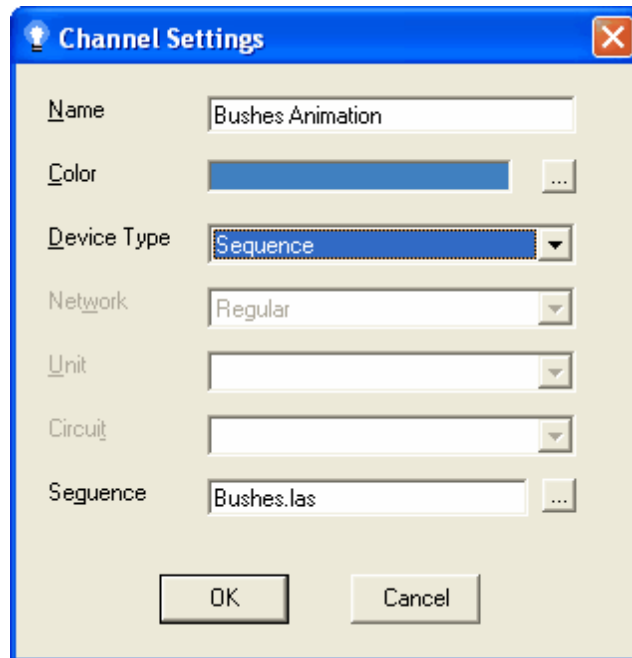 Channel Settings
Name Bushes Animation
Color ...
Device Type Sequence
Network Regular
Unit
Circuit
Sequence Bushes.las ...
OK Cancel